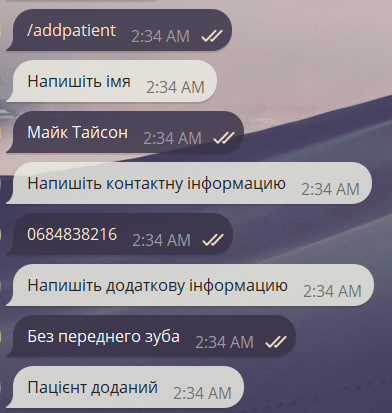 /addpatient 2:34 AM
Напишіть імя 2:34 AM
Майк Тайсон 2:34 AM
Напишіть контактну інформацию 2:34 AM
0684838216 2:34 AM
Напишіть додаткову інформацию 2:34 AM
Без переднего зуба 2:34 AM
Пацієнт доданий 2:34 AM